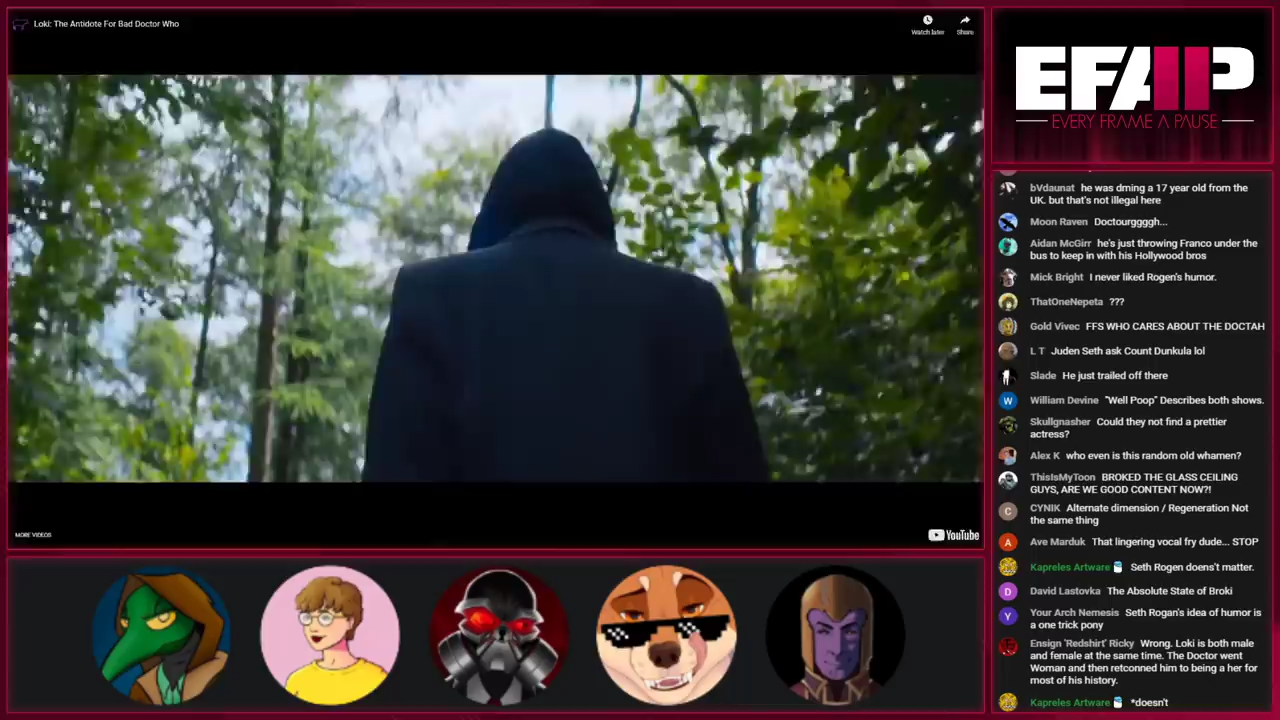 Loki: The Antidote For Bad Doctor Who
Watch later
Share
MORE VIDEOS
YouTube
EFAP
EVERY FRAME A PAUSE
bVdaunat he was dming a 17 year old from the
UK. but that's not illegal here
Moon Raven Doctourggggh...
Aidan McGirr he's just throwing Franco under the
bus to keep in with his Hollywood bros
Mick Bright I never liked Rogen's humor.
ThatOneNepeta ???
Gold Vivec FFS WHO CARES ABOUT THE DOCTAH
L T Juden Seth ask Count Dunkula lol
Slade He just trailed off there
W
William Devine "Well Poop" Describes both shows.
Skullgnasher Could they not find a prettier
actress?
Alex K who even is this random old whamen?
ThisIsMyToon BROKED THE GLASS CEILING
GUYS, ARE WE GOOD CONTENT NOW?!
C
CYNIK Alternate dimension / Regeneration Not
the same thing
A
Ave Marduk That lingering vocal fry dude... STOP
Kapreles Artware Seth Rogen doens't matter.
D
David Lastovka The Absolute State of Broki
Y
Your Arch Nemesis Seth Rogan's idea of humor is
a one trick pony
Ensign 'Redshirt' Ricky Wrong. Loki is both male
and female at the same time. The Doctor went
Woman and then retconned him to being a her for
most of his history.
Kapreles Artware *doesn't